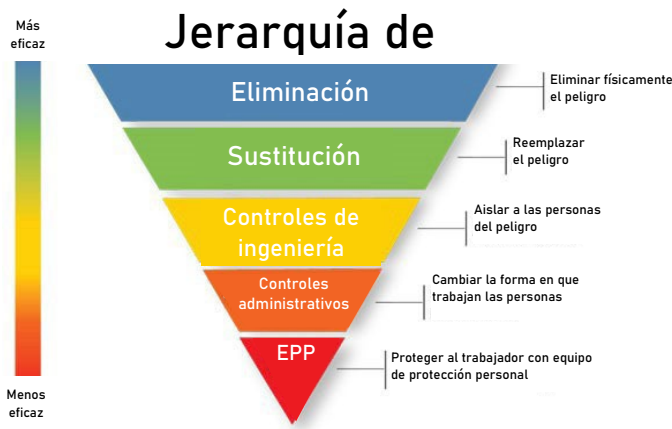 Más
eficaz
Jerarquía de
Eliminación
Eliminar físicamente
el peligro
Sustitución
Reemplazar
el peligro
Controles de
ingeniería
Aislar a las personas
del peligro
Controles
administrativos
Cambiar la forma en que
trabajan las personas
EPP
Proteger al trabajador con equipo
de protección personal
Menos
eficaz